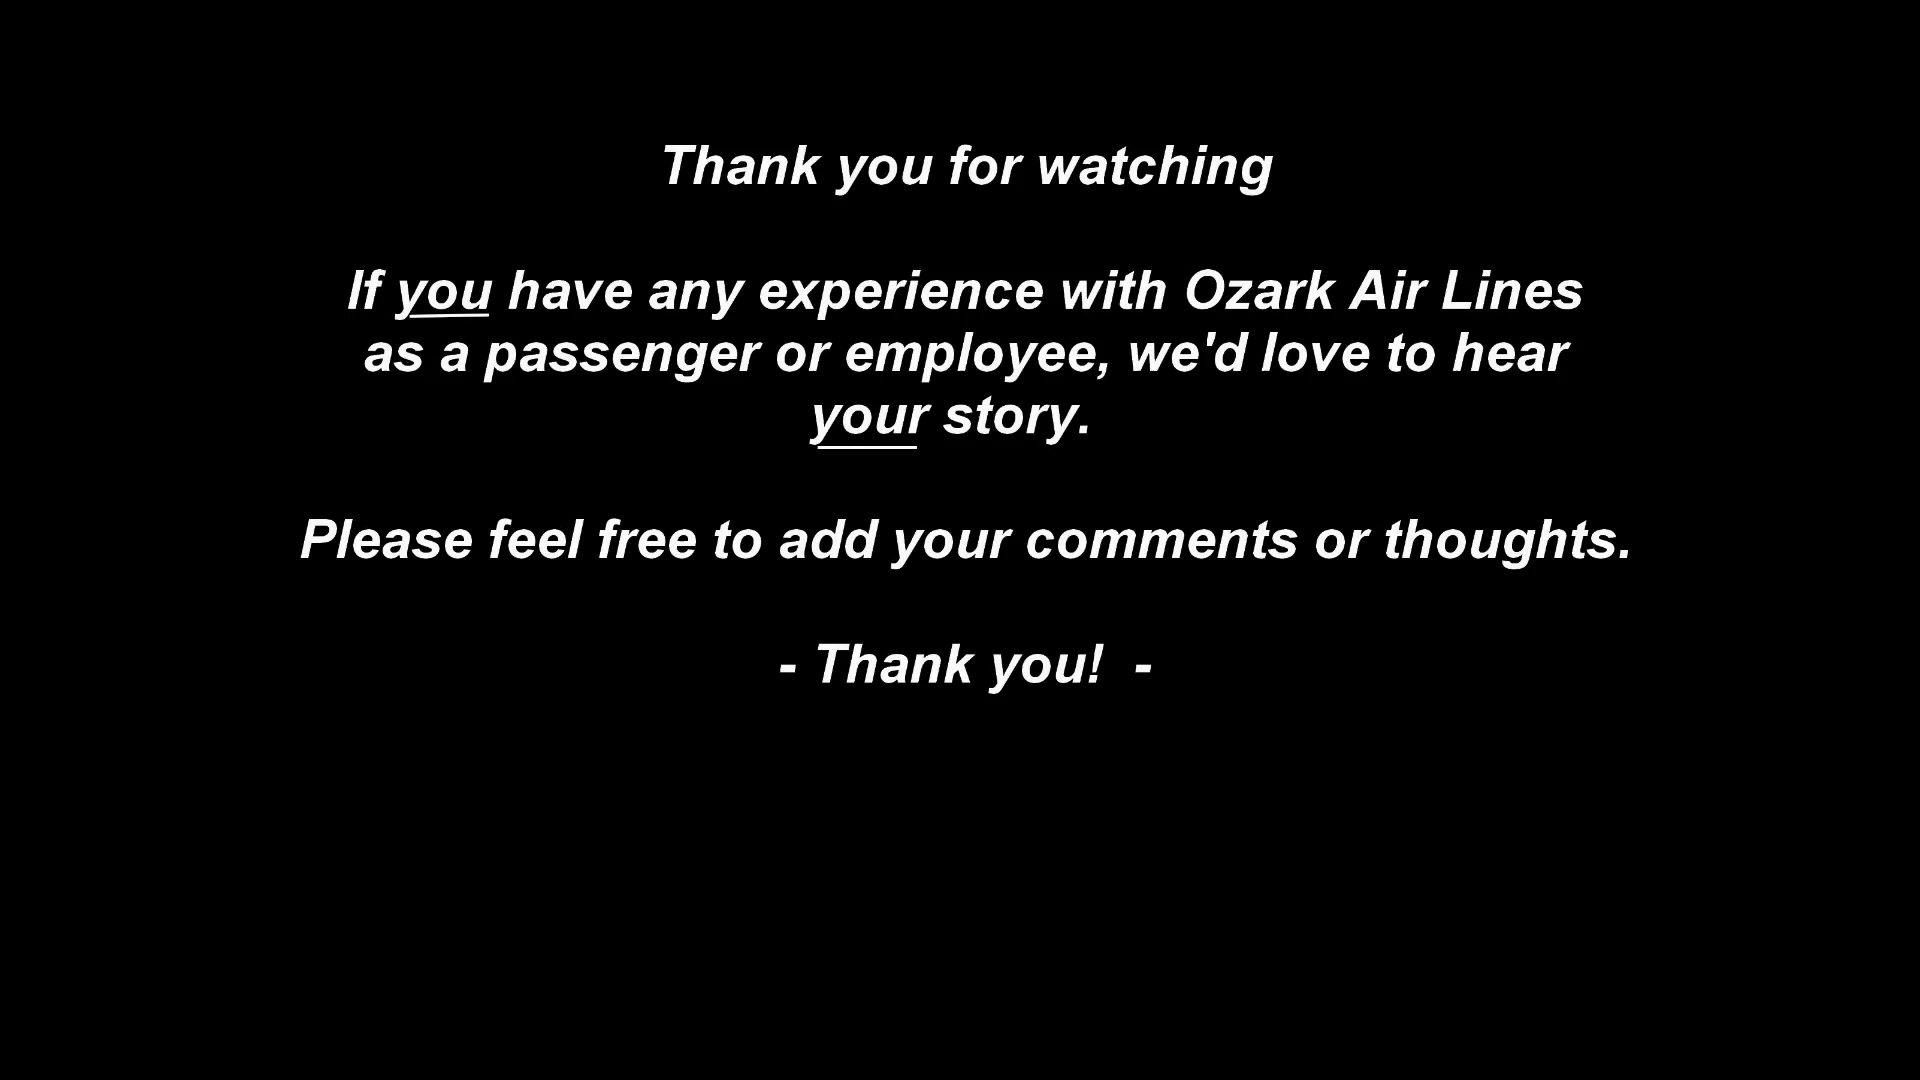 Thank you for watching
If you have any experience with Ozark Air Lines
as a passenger or employee, we'd love to hear
your story.
Please feel free to add your comments or thoughts.
- Thank you!  -